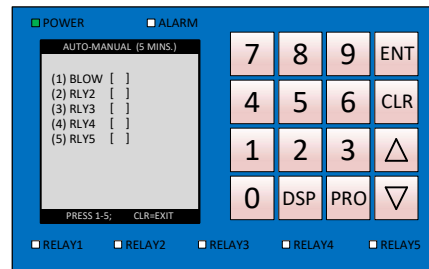 POWER ALARM
AUTO-MANUAL (5 MINS.)
(1) BLOW [ ]
(2) RLY2 [ ]
(3) RLY3 [ ]
(4) RLY4 [ ]
(5) RLY5 [ ]
PRESS 1-5; CLR=EXIT
7 8 9 ENT
4 5 6 CLR
1 2 3
0 DSP PRO
RELAY1 RELAY2 RELAY3 RELAY4 RELAY5